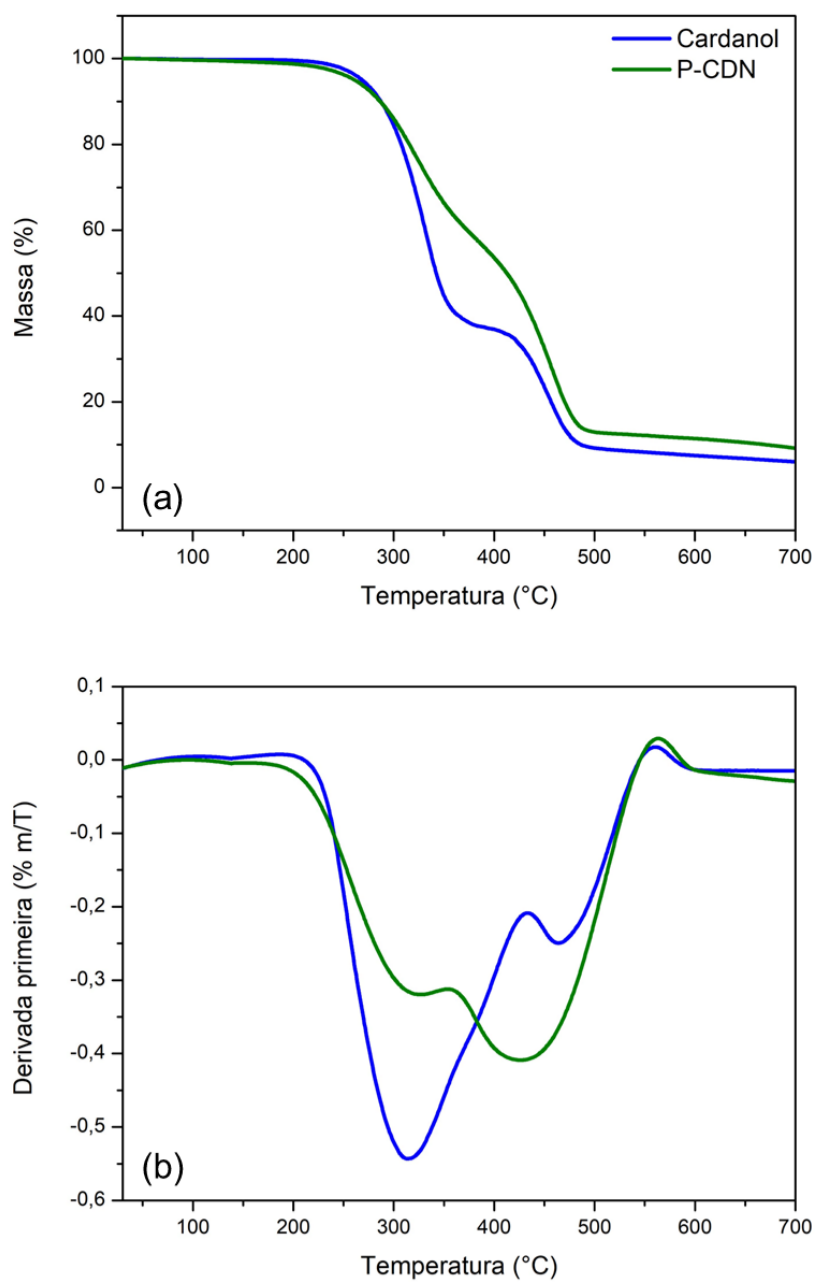 Cardanol
P-CDN
100
80
60
40
20
0
Massa (%)
(a)
100 200 300 400 500 600 700
Temperatura (°C)
0,1
0,0
-0,1
-0,2
-0,3
-0,4
-0,5
-0,6
Derivada primeira (% m/T)
(b)
100 200 300 400 500 600 700
Temperatura (°C)